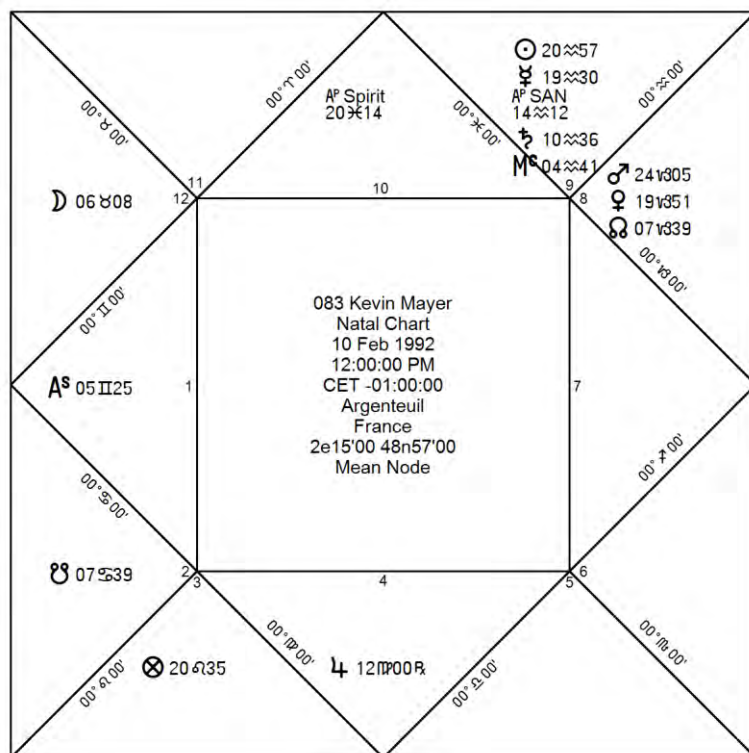 ☉ 20♒57
☿ 19♒30
Aᵖ SAN
14♒12
♄ 10♒36
Mᶜ 04♒41
Aᵖ Spirit
20♓14
00°♈00'
00°♓00'
00°♒00'
00°♉00'
11
12
10
9
8
♂ 24♑05
♀ 19♑51
☊ 07♑39
☽ 06♉08
00°♑00'
00°♊00'
083 Kevin Mayer
Natal Chart
10 Feb 1992
12:00:00 PM
CET -01:00:00
Argenteuil
France
2e15'00 48n57'00
Mean Node
Aˢ 05♊25
1
7
00°♐00'
00°♋00'
☋ 07♋39
2
3
4
5
6
⊗ 20♌35
♃ 12♍00℞
00°♌00'
00°♍00'
00°♎00'
00°♏00'